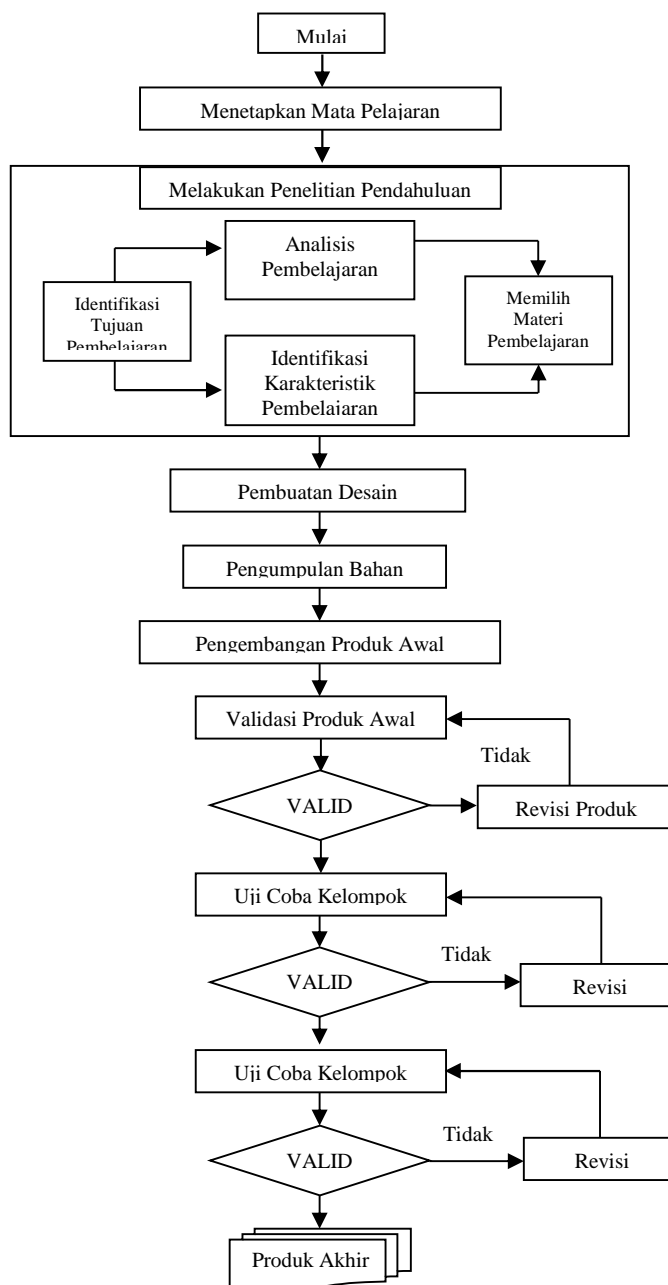 Mulai
Menetapkan Mata Pelajaran
Melakukan Penelitian Pendahuluan
Identifikasi
Tujuan
Pembelajaran
Analisis
Pembelajaran
Identifikasi
Karakteristik
Pembelajaran
Memilih
Materi
Pembelajaran
Pembuatan Desain
Pengumpulan Bahan
Pengembangan Produk Awal
Validasi Produk Awal
Tidak
VALID
Revisi Produk
Uji Coba Kelompok
Tidak
VALID
Revisi
Uji Coba Kelompok
Tidak
VALID
Revisi
Produk Akhir